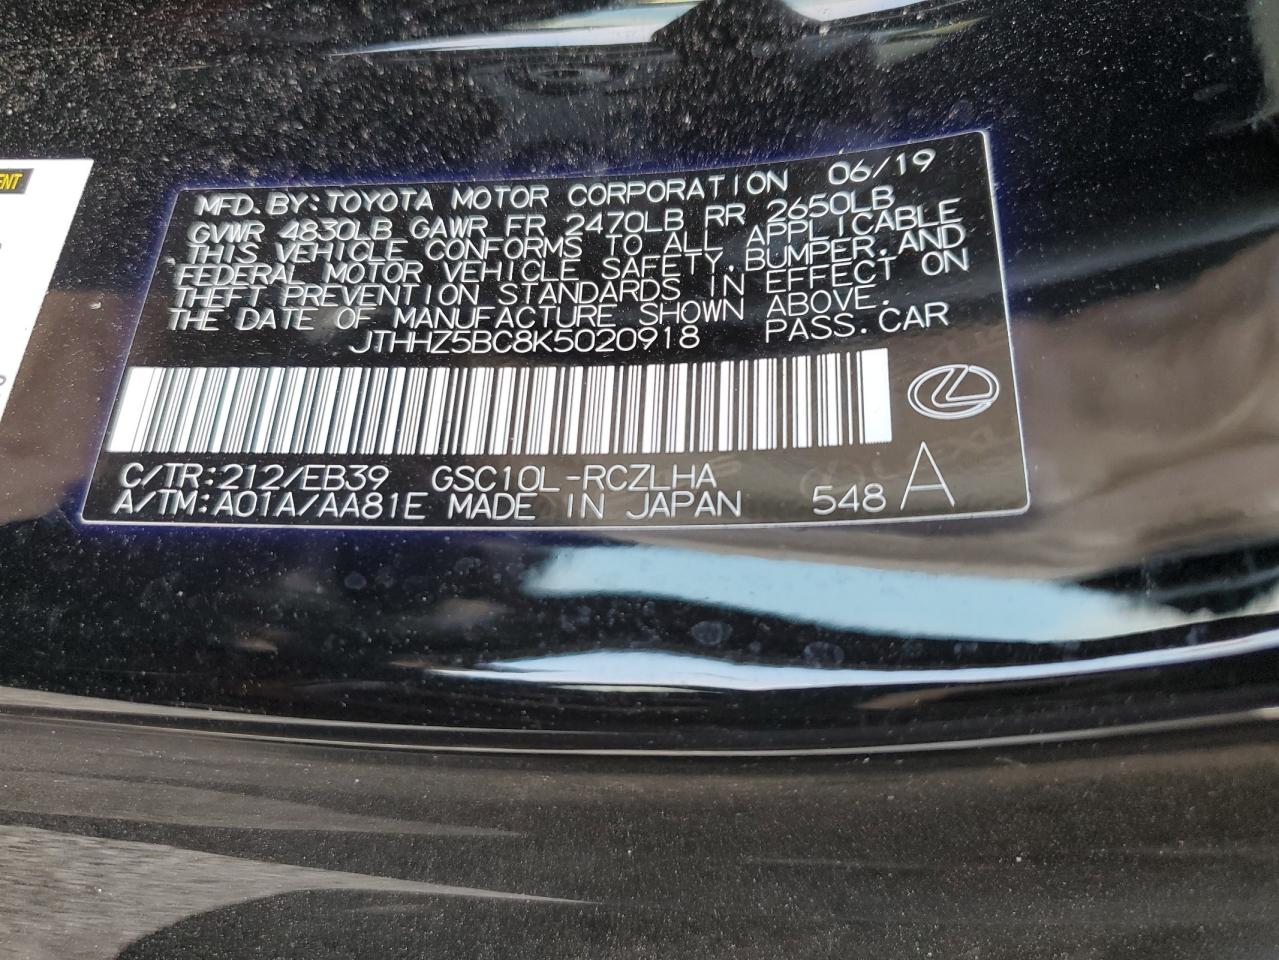 ENT
MFD. BY: TOYOTA MOTOR CORPORATION 06/19
GVWR 4830LB GAWR FR 2470LB RR 2650LB
THIS VEHICLE CONFORMS TO ALL APPLICABLE
FEDERAL MOTOR VEHICLE SAFETY, BUMPER, AND
THEFT PREVENTION STANDARDS IN EFFECT ON
THE DATE OF MANUFACTURE SHOWN ABOVE.
JTHHZ5BC8K5020918 PASS. CAR
C/TR: 212/EB39 GSC10L-RCZLHA
A/TM: A01A/AA81E MADE IN JAPAN 548 A